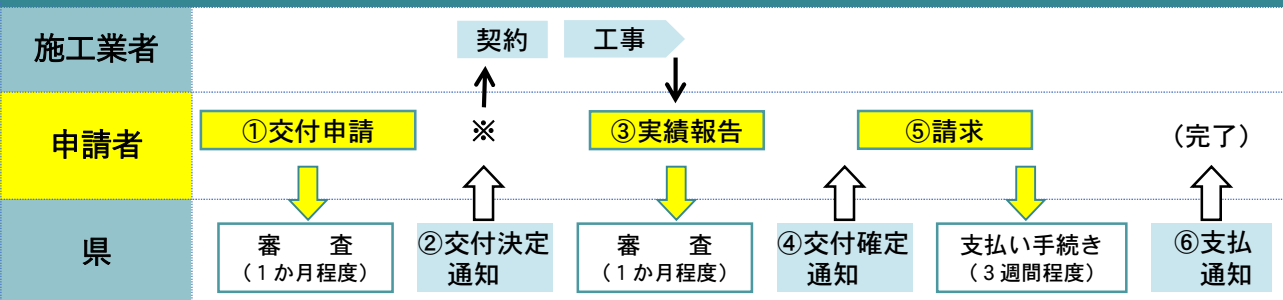 施工業者
契約
工事
申請者
①交付申請
※
③実績報告
⑤請求
(完了)
県
審　査
（１か月程度）
②交付決定
通知
審　査
（１か月程度）
④交付確定
通知
支払い手続き
（３週間程度）
⑥支払
通知